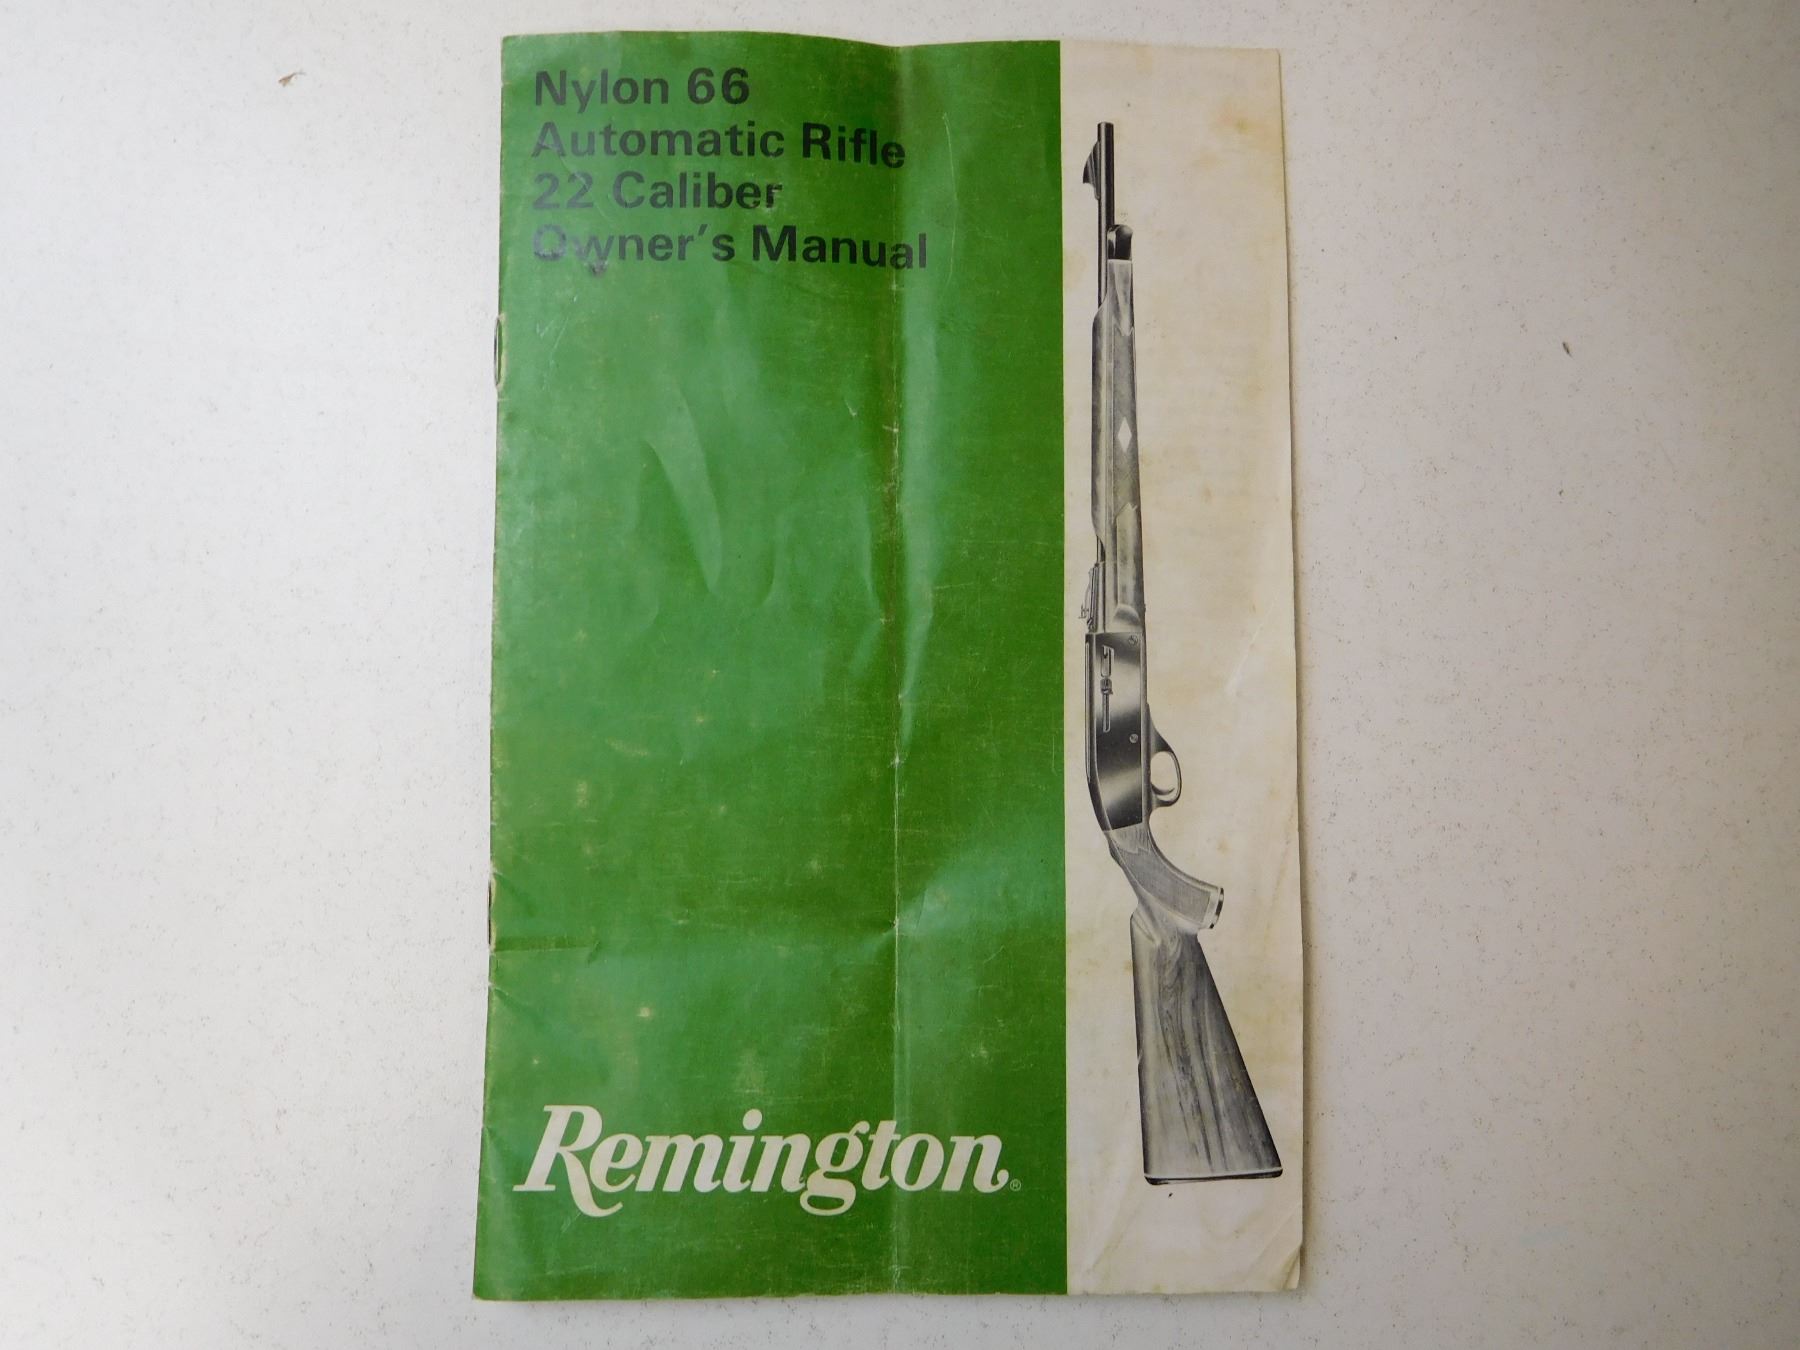 Nylon 66
Automatic Rifle
22 Caliber
Owner's Manual
Remington®